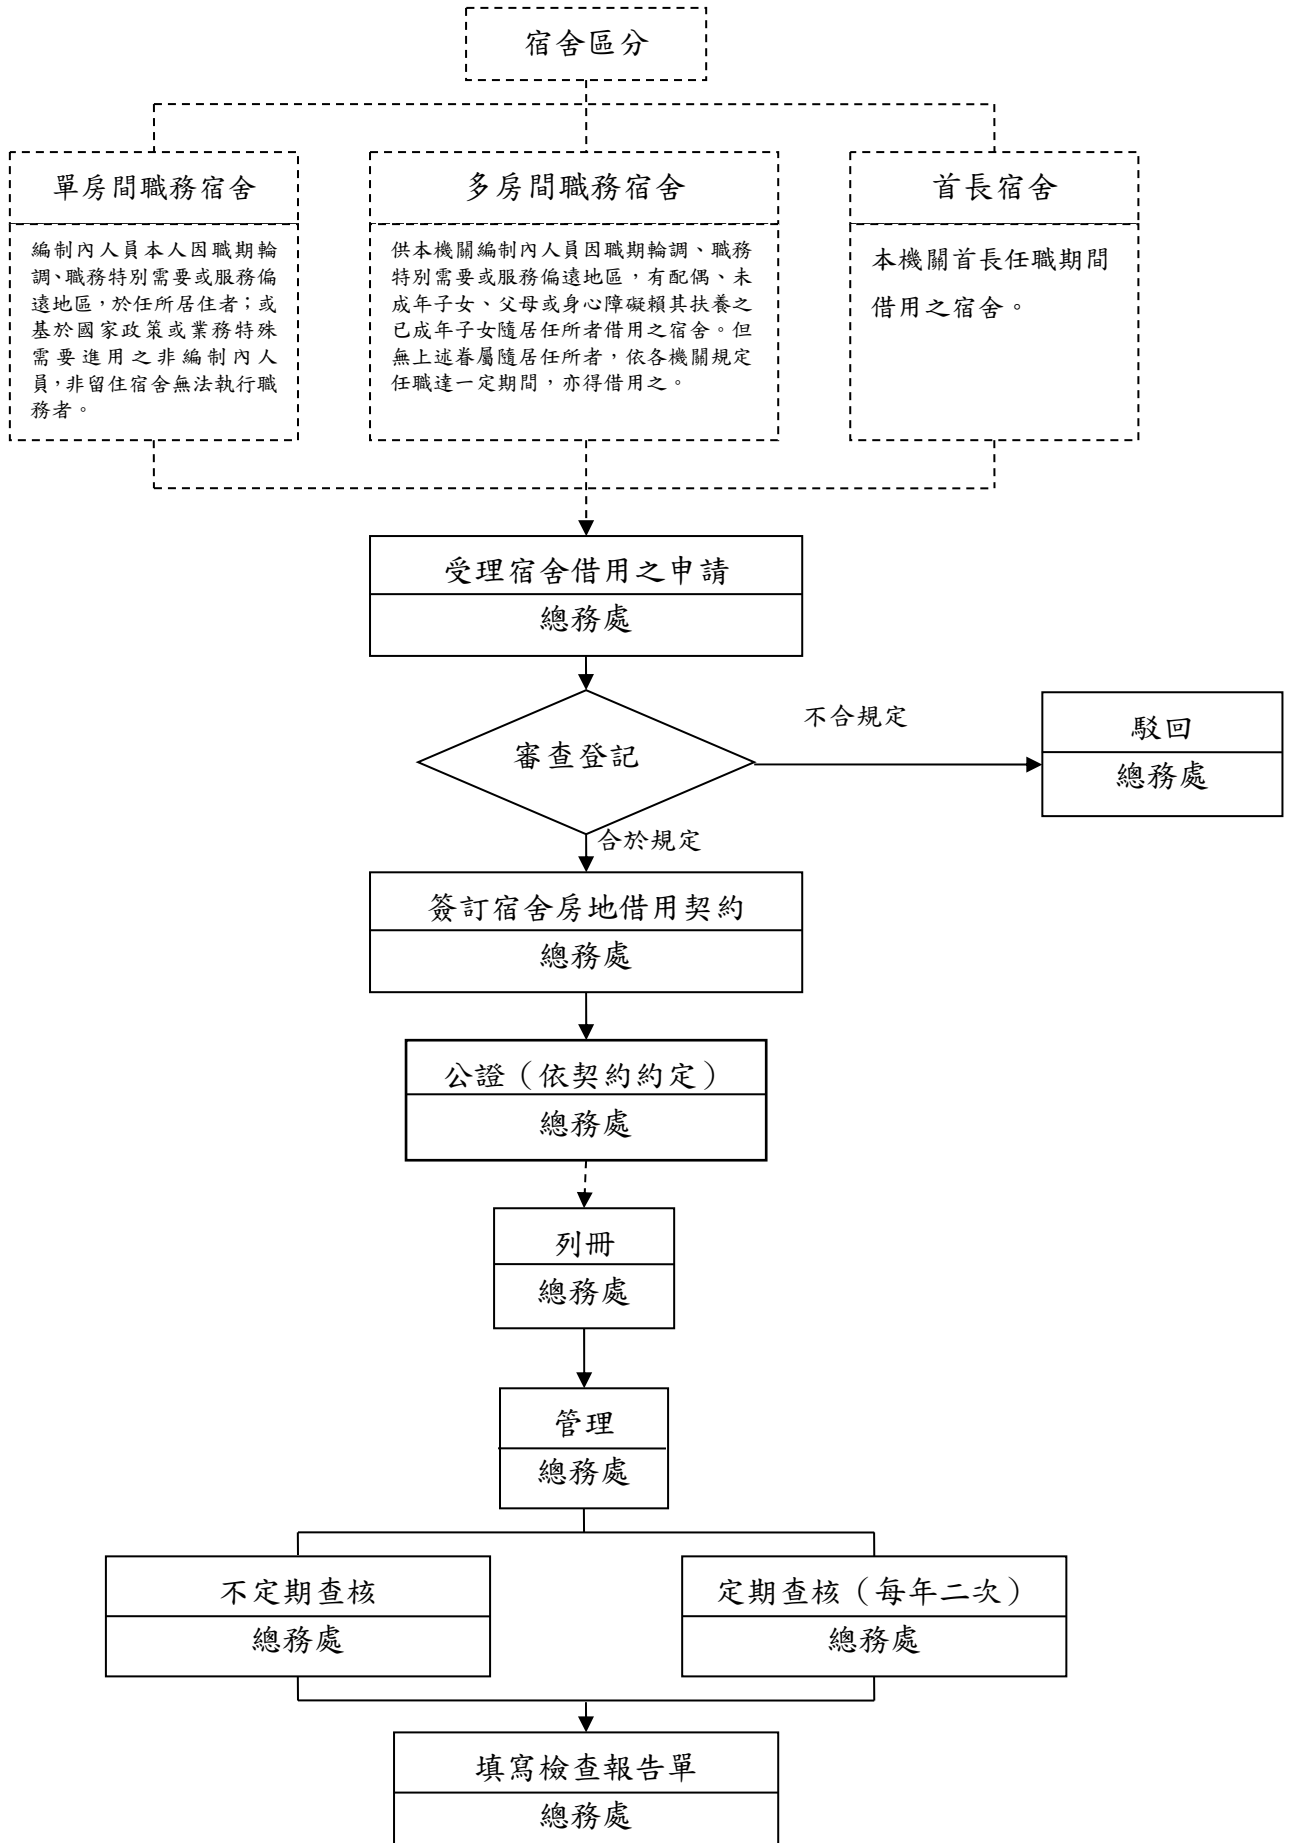 宿舍區分
單房間職務宿舍
編制內人員本人因職期輪
調、職務特別需要或服務偏
遠地區，於任所居住者；或
基於國家政策或業務特殊
需要進用之非編制內人
員，非留住宿舍無法執行職
務者。
多房間職務宿舍
供本機關編制內人員因職期輪調、職務
特別需要或服務偏遠地區，有配偶、未
成年子女、父母或身心障礙賴其扶養之
已成年子女隨居任所者借用之宿舍。但
無上述眷屬隨居任所者，依各機關規定
任職達一定期間，亦得借用之。
首長宿舍
本機關首長任職期間
借用之宿舍。
受理宿舍借用之申請
總務處
審查登記
不合規定
駁回
總務處
合於規定
簽訂宿舍房地借用契約
總務處
公證（依契約約定）
總務處
列冊
總務處
管理
總務處
不定期查核
總務處
定期查核（每年二次）
總務處
填寫檢查報告單
總務處